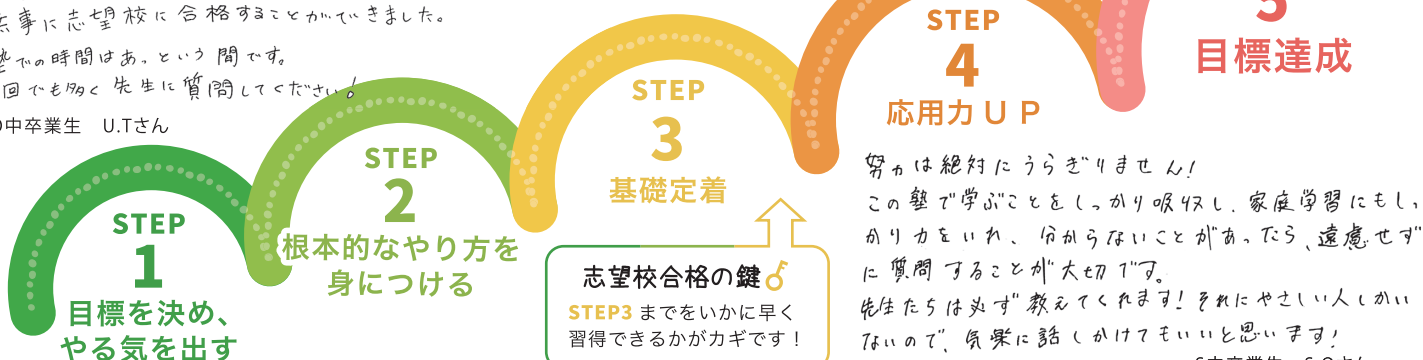 事に志望校に合格することができました。
塾での時間はあっという間です。
回でも多く先生に質問してください!
中卒業生 U.Tさん
STEP
1
目標を決め、
やる気を出す
STEP
2
根本的なやり方を
身につける
STEP
3
基礎定着
志望校合格の鍵
STEP3 までをいかに早く
習得できるかがカギです！
STEP
4
応用力UP
5
目標達成
努力は絶対にうらぎりません!
この塾で学ぶことをしっかり吸収し、家庭学習にもしっ
かり力をいれ、分からないことがあったら、遠慮せず
に質問することが大切です。
先生たちは必ず教えてくれます!それにやさしい人しかい
ないので、気楽に話しかけてもいいと思います!